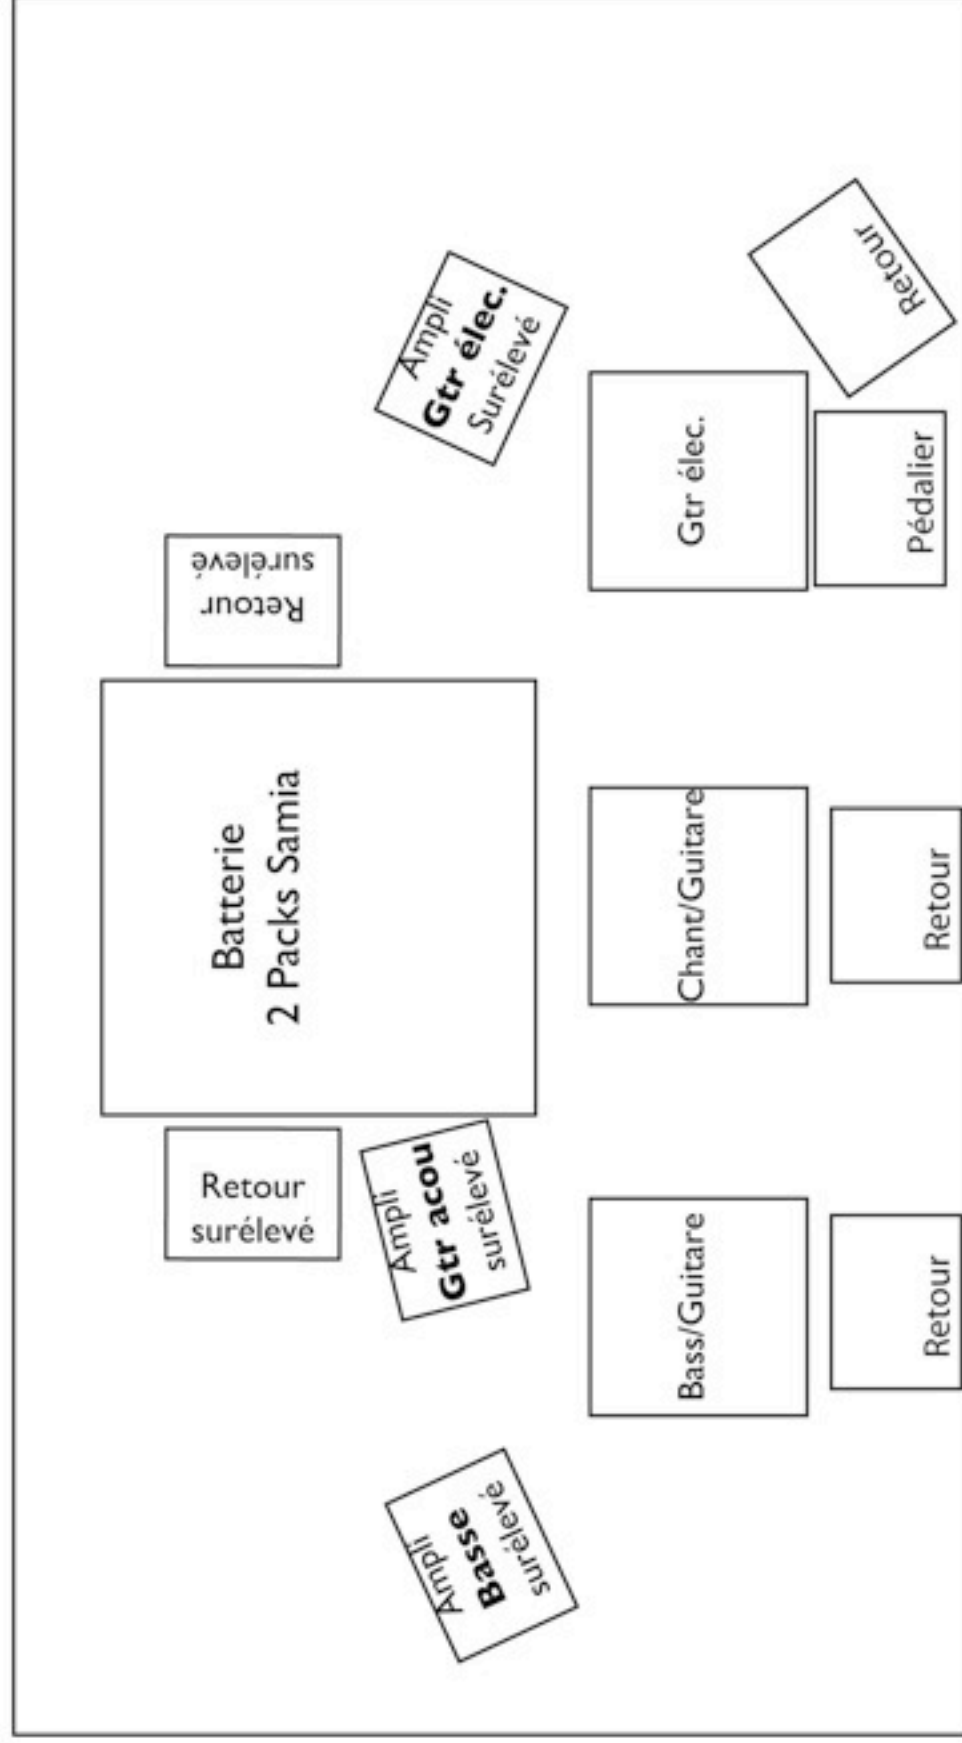 Retour
surélevé
Batterie
2 Packs Samia
Retour
surélevé
Ampli
Basse
surélevé
Ampli
Gtr acou
surélevé
Ampli
Gtr élec.
Surélevé
Bass/Guitare
Chant/Guitare
Gtr élec.
Retour
Retour
Pédalier
Retour